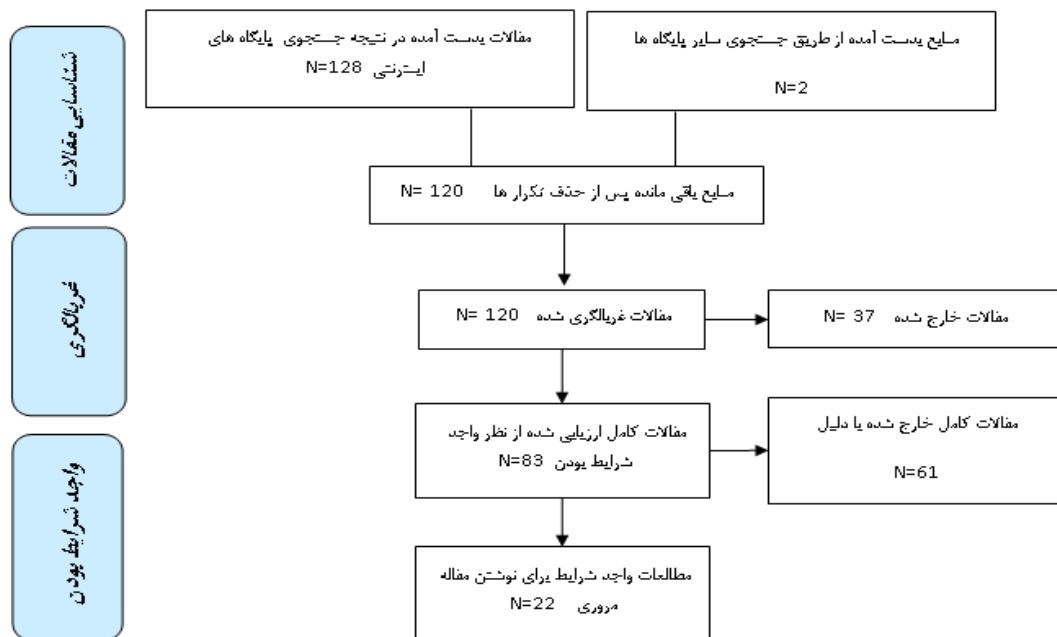 شناسایی مقالات
مقالات بدست آمده در نتیجه جستجوی پایگاه های
اینترنتی N=128
منابع بدست آمده از طریق جستجوی سایر پایگاه ها
N=2
منابع باقی مانده پس از حذف تکرار ها N= 120
غربالگری
مقالات غربالگری شده N= 120
مقالات خارج شده N= 37
واجد شرایط بودن
مقالات کامل ارزیابی شده از نظر واجد
شرایط بودن N=83
مقالات کامل خارج شده با دلیل
N=61
مطالعات واجد شرایط برای نوشتن مقاله
مروری N=22